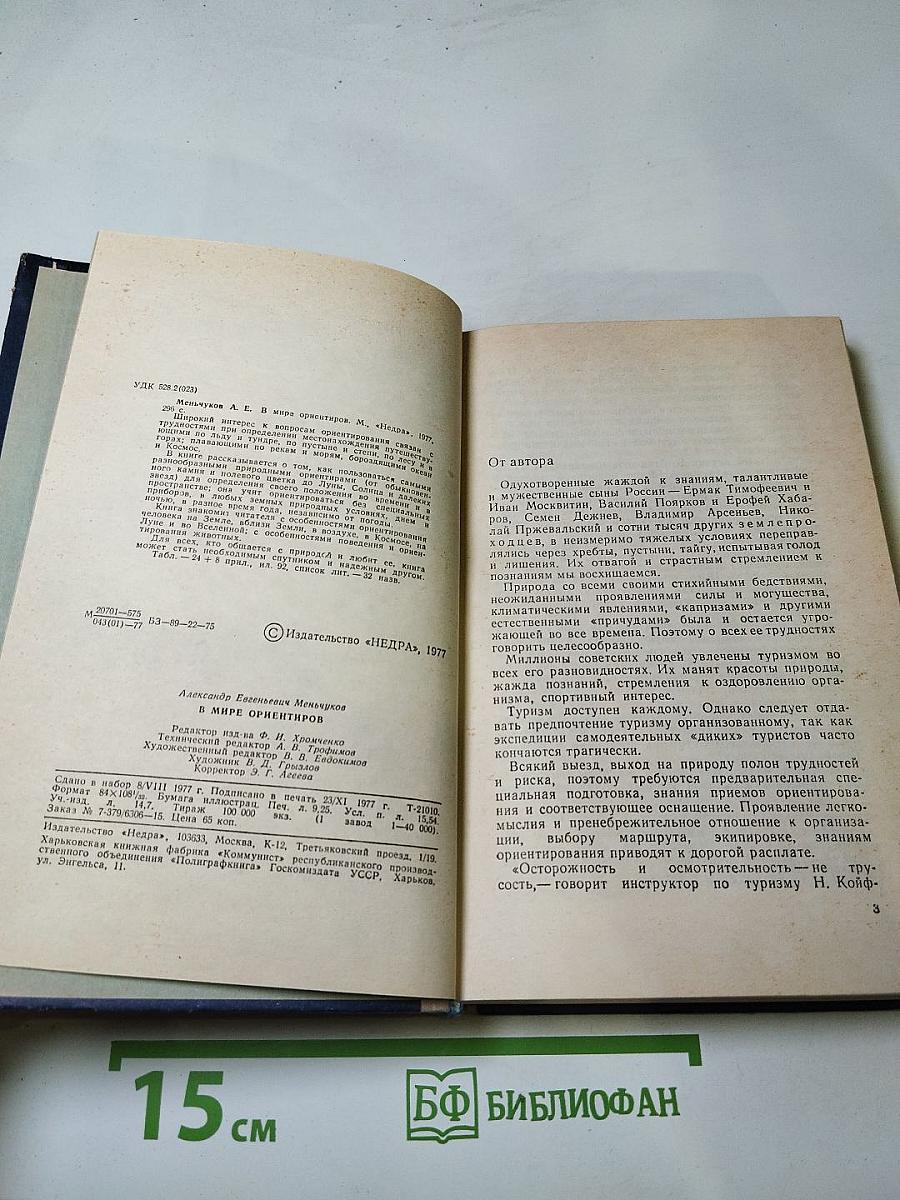 УДК 528.2(023)
Меньчуков А. Е. В мире ориентиров. М., «Недра», 1977.
296 с.
Широкий интерес к вопросам ориентирования связан с
трудностями при определении местонахождения путешеству-
ющими по льду и тундре, по пустыне и степи, по лесу и в
горах; плавающими по рекам и морям, бороздящими океан
и Космос.
В книге рассказывается о том, как пользоваться самыми
разнообразными природными ориентирами (от обыкновен-
ного камня и полевого цветка до Луны, Солнца и далеких
звезд) для определения своего положения во времени и в
пространстве; она учит ориентироваться без специальных
приборов, в любых земных природных условиях, днем и
ночью, в разное время года, независимо от погоды.
Книга знакомит читателя с особенностями ориентирования
человека на Земле, вблизи Земли, в воздухе, в Космосе, на
Луне и во Вселенной; с особенностями поведения и ориен-
тирования животных.
Для всех, кто общается с природой и любит ее, книга
может стать необходимым спутником и надежным другом.
Табл. — 24 + 8 прил., ил. 92, список лит. — 32 назв.
М 20701—575
043(01)—77 БЗ—89—22—75
© Издательство «НЕДРА», 1977
Александр Евгеньевич Меньчуков
В МИРЕ ОРИЕНТИРОВ
Редактор изд-ва Ф. И. Хромченко
Технический редактор А. В. Трофимов
Художественный редактор В. В. Евдокимов
Художник В. Д. Грызлов
Корректор Э. Г. Агеева
Сдано в набор 8/VIII 1977 г. Подписано в печать 23/XI 1977 г. Т-21010.
Формат 84×108 1/32. Бумага иллюстрац. Печ. л. 9,25. Усл. п. л. 15,54.
Уч.-изд. л. 14,7. Тираж 100 000 экз. (1 завод 1—40 000).
Заказ № 7-379/6306—15. Цена 65 коп.
Издательство «Недра», 103633, Москва, К-12, Третьяковский проезд, 1/19.
Харьковская книжная фабрика «Коммунист» республиканского производ-
ственного объединения «Полиграфкнига» Госкомиздата УССР, Харьков,
ул. Энгельса, 11.
От автора
Одухотворенные жаждой к знаниям, талантливые
и мужественные сыны России — Ермак Тимофеевич и
Иван Москвитин, Василий Поярков и Ерофей Хаба-
ров, Семен Дежнев, Владимир Арсеньев, Нико-
лай Пржевальский и сотни тысяч других землепро-
ходцев, в неизмеримо тяжелых условиях переправ-
лялись через хребты, пустыни, тайгу, испытывая голод
и лишения. Их отвагой и страстным стремлением к
познаниям мы восхищаемся.
Природа со всеми своими стихийными бедствиями,
неожиданными проявлениями силы и могущества,
климатическими явлениями, «капризами» и другими
естественными «причудами» была и остается угро-
жающей во все времена. Поэтому о всех ее трудностях
говорить целесообразно.
Миллионы советских людей увлечены туризмом во
всех его разновидностях. Их манят красоты природы,
жажда познаний, стремления к оздоровлению орга-
низма, спортивный интерес.
Туризм доступен каждому. Однако следует отда-
вать предпочтение туризму организованному, так как
экспедиции самодеятельных «диких» туристов часто
кончаются трагически.
Всякий выезд, выход на природу полон трудностей
и риска, поэтому требуются предварительная спе-
циальная подготовка, знания приемов ориентирова-
ния и соответствующее оснащение. Проявление легко-
мыслия и пренебрежительное отношение к организа-
ции, выбору маршрута, экипировке, знаниям
ориентирования приводят к дорогой расплате.
«Осторожность и осмотрительность — не тру-
сость,— говорит инструктор по туризму Н. Койф-
3
15 см
БФ БИБЛИОФАН